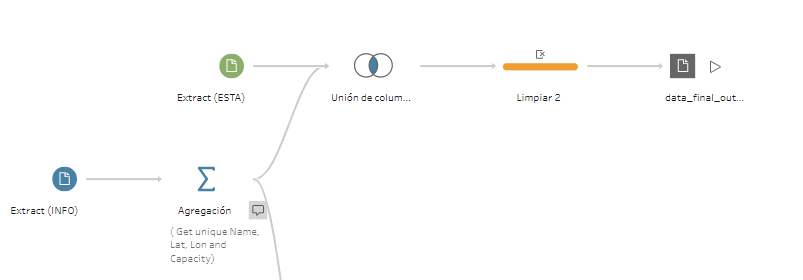 Extract (ESTA)
Unión de colum...
Limpiar 2
data_final_out...
Extract (INFO)
Agregación
( Get unique Name,
Lat, Lon and
Capacity)